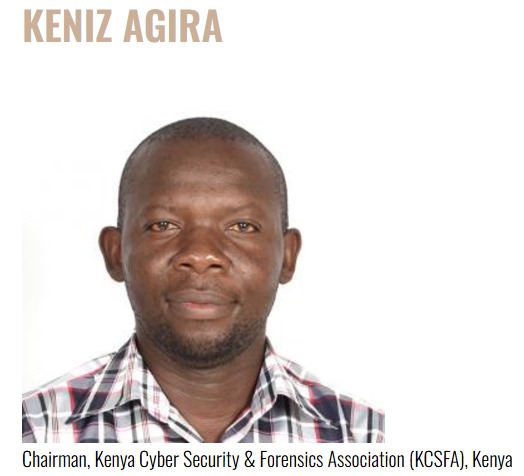 KENIZ AGIRA
Chairman, Kenya Cyber Security & Forensics Association (KCSFA), Kenya